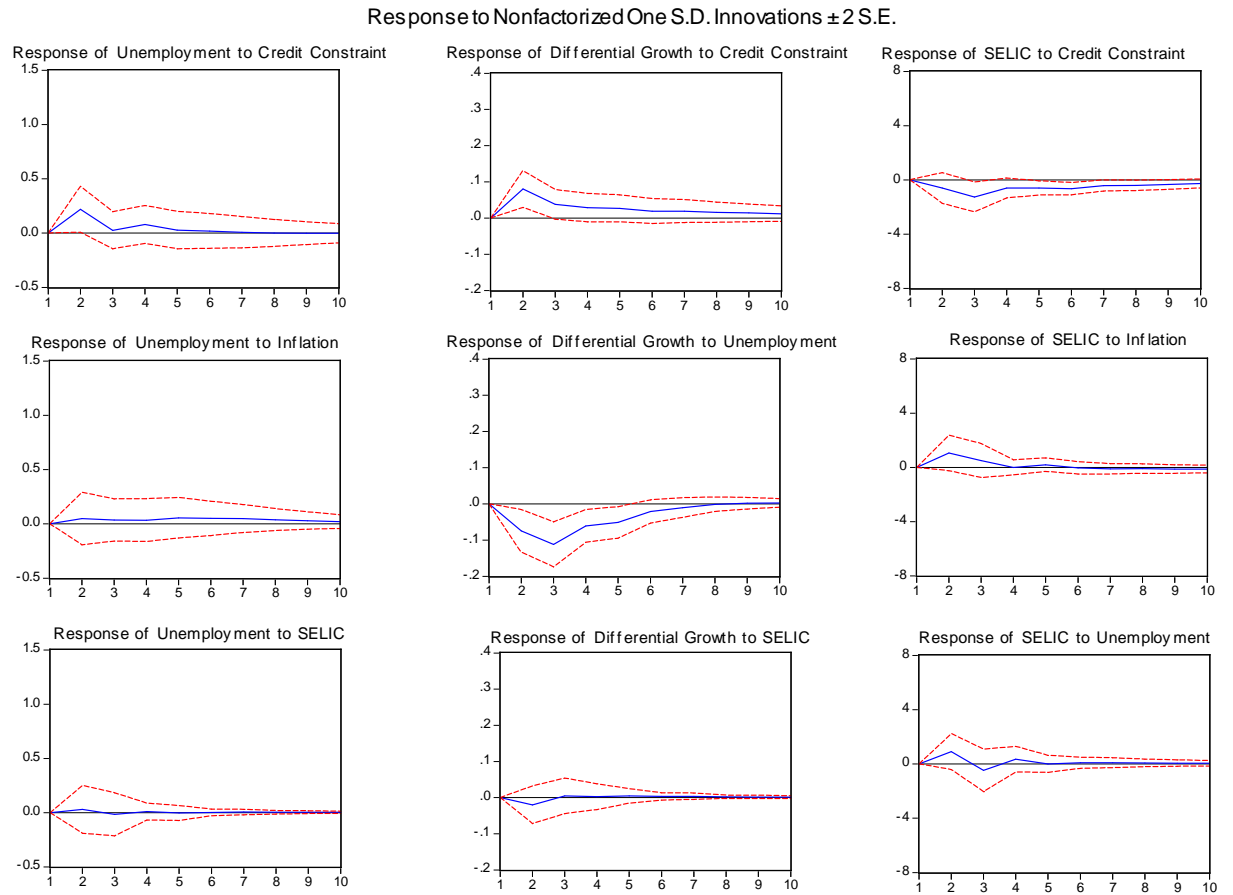 Response to Nonfactorized One S.D. Innovations ± 2 S.E.
Response of Unemployment to Credit Constraint
1.5
1.0
0.5
0.0
-0.5
1 2 3 4 5 6 7 8 9 10
Response of Differential Growth to Credit Constraint
.4
.3
.2
.1
.0
-.1
-.2
1 2 3 4 5 6 7 8 9 10
Response of SELIC to Credit Constraint
8
4
0
-4
-8
1 2 3 4 5 6 7 8 9 10
Response of Unemployment to Inflation
1.5
1.0
0.5
0.0
-0.5
1 2 3 4 5 6 7 8 9 10
Response of Differential Growth to Unemployment
.4
.3
.2
.1
.0
-.1
-.2
1 2 3 4 5 6 7 8 9 10
Response of SELIC to Inflation
8
4
0
-4
-8
1 2 3 4 5 6 7 8 9 10
Response of Unemployment to SELIC
1.5
1.0
0.5
0.0
-0.5
1 2 3 4 5 6 7 8 9 10
Response of Differential Growth to SELIC
.4
.3
.2
.1
.0
-.1
-.2
1 2 3 4 5 6 7 8 9 10
Response of SELIC to Unemployment
8
4
0
-4
-8
1 2 3 4 5 6 7 8 9 10